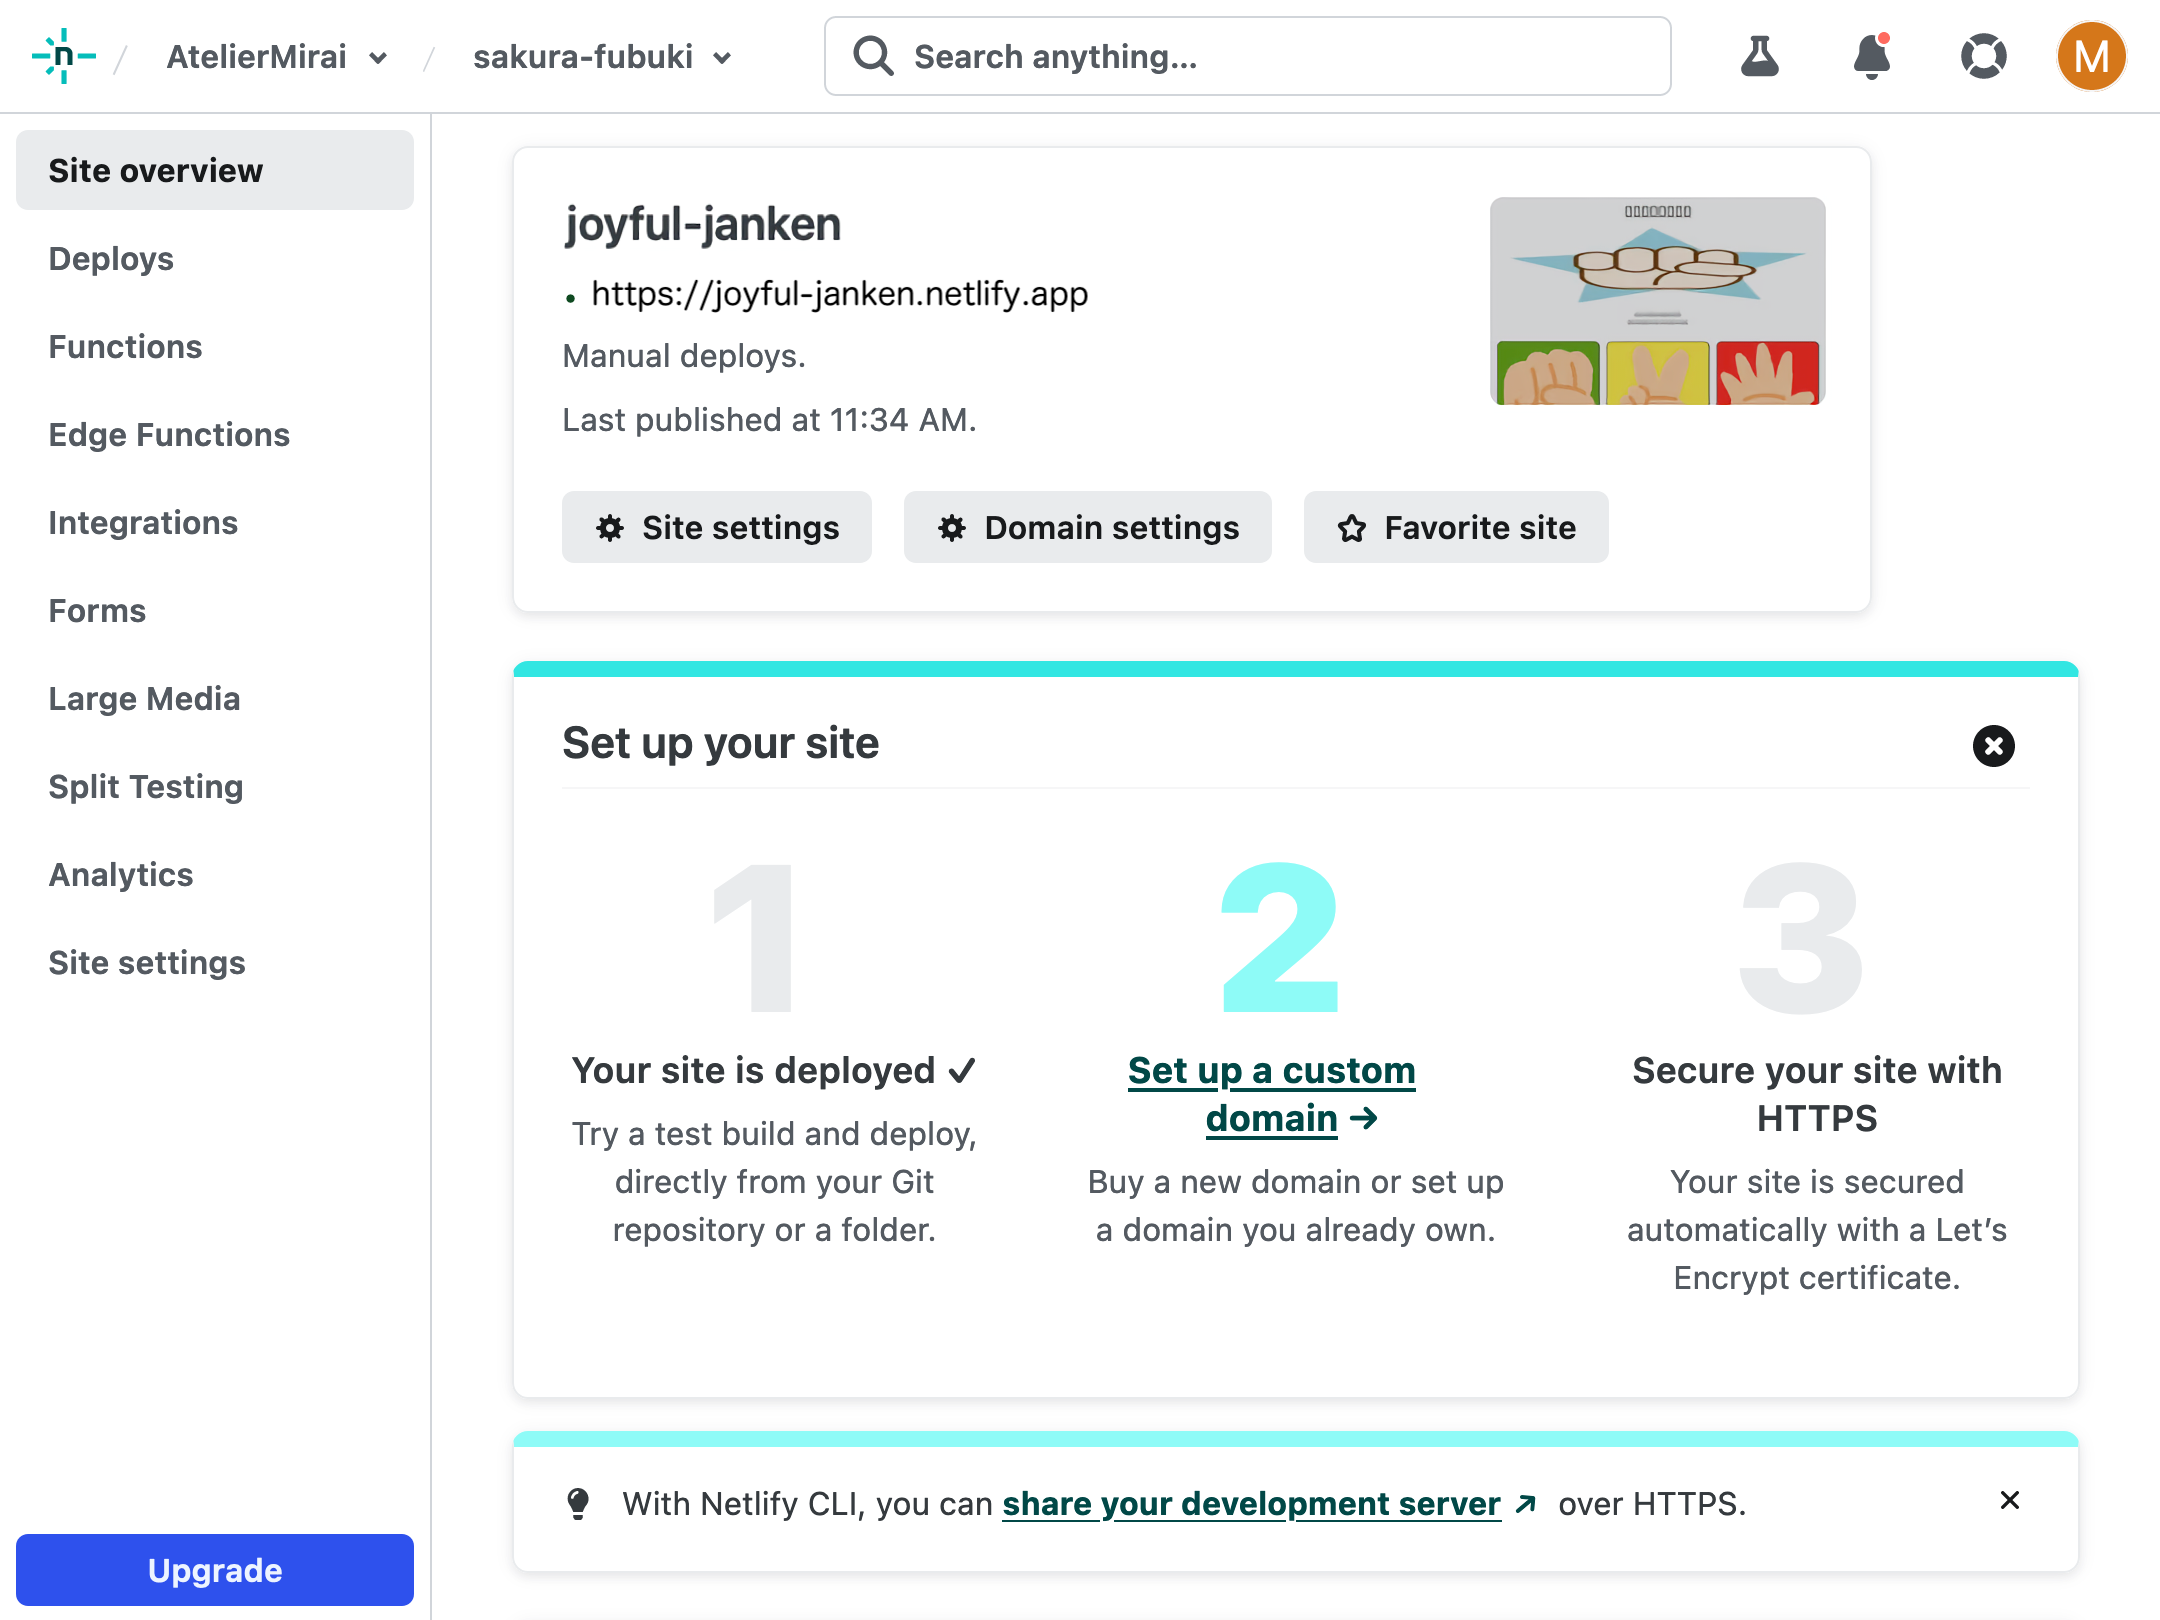 n / AtelierMirai / sakura-fubuki Search anything... M
Site overview
Deploys
Functions
Edge Functions
Integrations
Forms
Large Media
Split Testing
Analytics
Site settings
Upgrade
joyful-janken
• https://joyful-janken.netlify.app
Manual deploys.
Last published at 11:34 AM.
Site settings
Domain settings
Favorite site
Set up your site
1
Your site is deployed ✓
Try a test build and deploy,
directly from your Git
repository or a folder.
2
Set up a custom
domain →
Buy a new domain or set up
a domain you already own.
3
Secure your site with
HTTPS
Your site is secured
automatically with a Let’s
Encrypt certificate.
With Netlify CLI, you can share your development server ↗ over HTTPS.